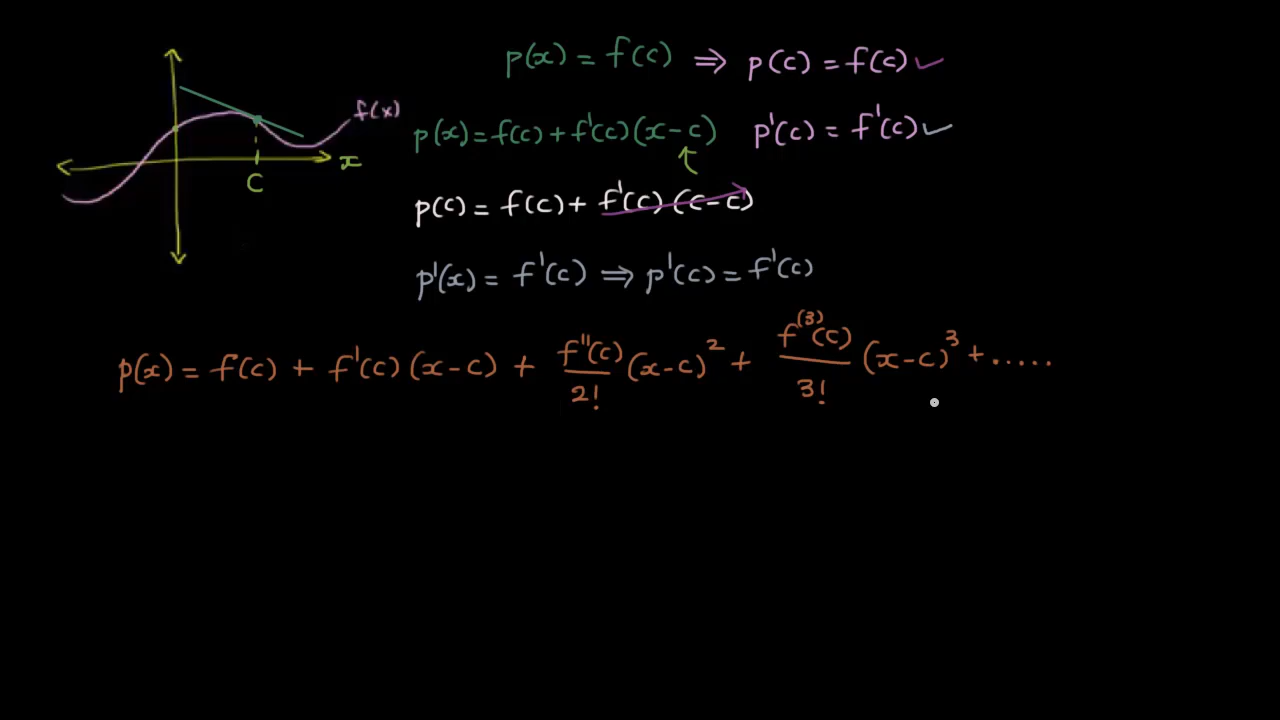 p(x) = f(c) ⇒ p(c) = f(c) ✓
f(x)
p(x) = f(c) + f'(c) (x-c) p'(c) = f'(c) ✓
x
c
p(c) = f(c) + f'(c) (c-c)
p'(x) = f'(c) ⇒ p'(c) = f'(c)
p(x) = f(c) + f'(c) (x-c) + f''(c)/2! (x-c)² + f⁽³⁾(c)/3! (x-c)³ + .....